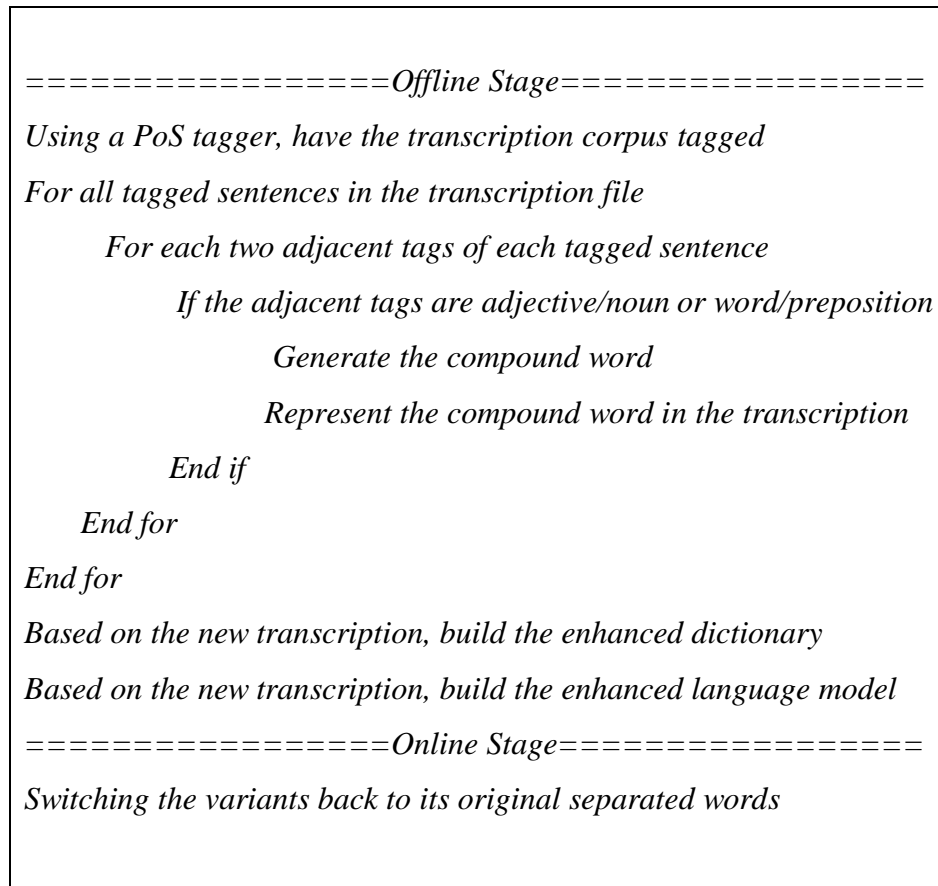 =================Offline Stage=================
Using a PoS tagger, have the transcription corpus tagged
For all tagged sentences in the transcription file
For each two adjacent tags of each tagged sentence
If the adjacent tags are adjective/noun or word/preposition
Generate the compound word
Represent the compound word in the transcription
End if
End for
End for
Based on the new transcription, build the enhanced dictionary
Based on the new transcription, build the enhanced language model
=================Online Stage=================
Switching the variants back to its original separated words